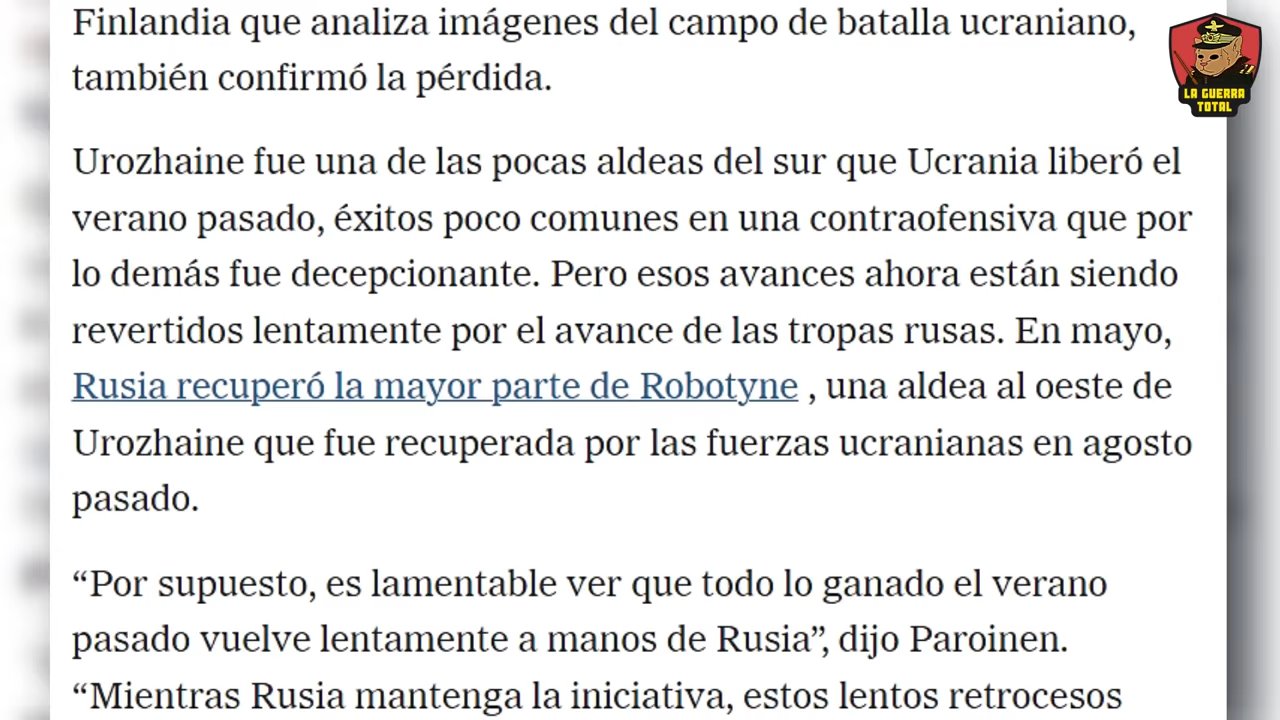 Finlandia que analiza imágenes del campo de batalla ucraniano,
también confirmó la pérdida.
Urozhaine fue una de las pocas aldeas del sur que Ucrania liberó el
verano pasado, éxitos poco comunes en una contraofensiva que por
lo demás fue decepcionante. Pero esos avances ahora están siendo
revertidos lentamente por el avance de las tropas rusas. En mayo,
Rusia recuperó la mayor parte de Robotyne , una aldea al oeste de
Urozhaine que fue recuperada por las fuerzas ucranianas en agosto
pasado.
“Por supuesto, es lamentable ver que todo lo ganado el verano
pasado vuelve lentamente a manos de Rusia”, dijo Paroinen.
“Mientras Rusia mantenga la iniciativa, estos lentos retrocesos
LA GUERRA
TOTAL